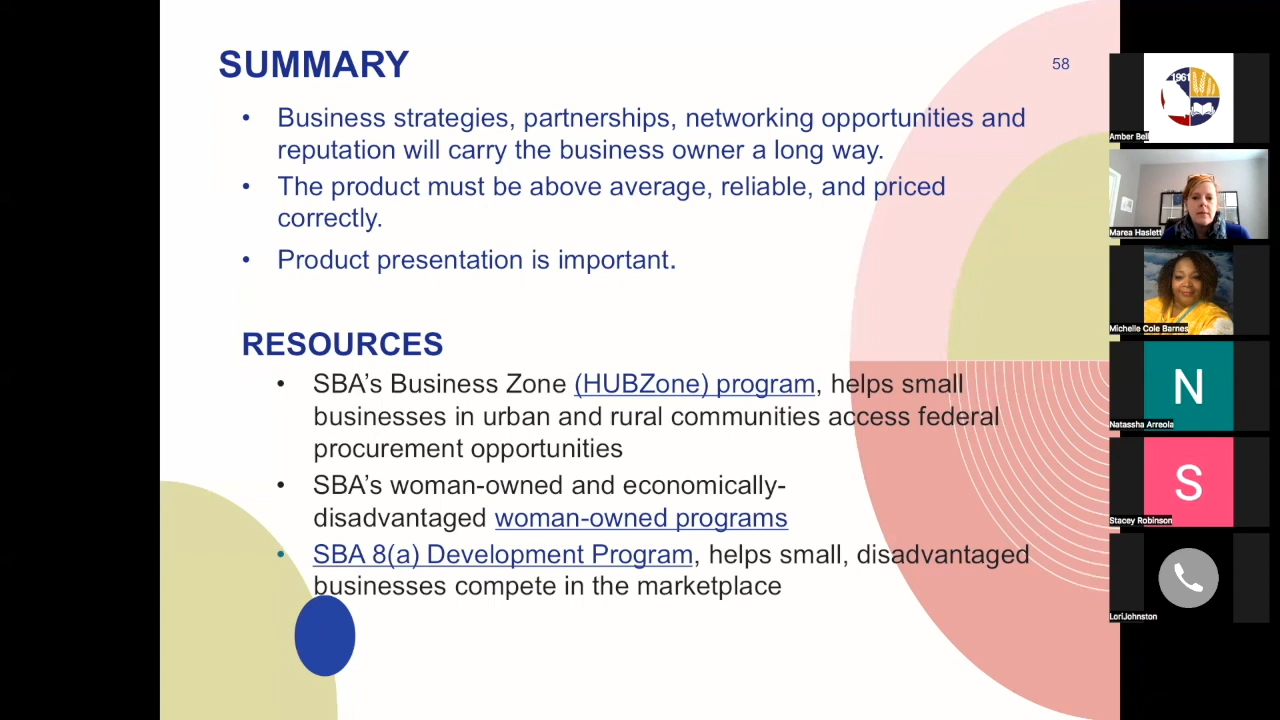 SUMMARY
58
• Business strategies, partnerships, networking opportunities and
reputation will carry the business owner a long way.
• The product must be above average, reliable, and priced
correctly.
• Product presentation is important.
RESOURCES
• SBA’s Business Zone (HUBZone) program, helps small
businesses in urban and rural communities access federal
procurement opportunities
• SBA’s woman-owned and economically-
disadvantaged woman-owned programs
• SBA 8(a) Development Program, helps small, disadvantaged
businesses compete in the marketplace
1961
Amber Bell
Marea Haslett
Michelle Cole Barnes
N
Natassha Arreola
S
Stacey Robinson
LoriJohnston